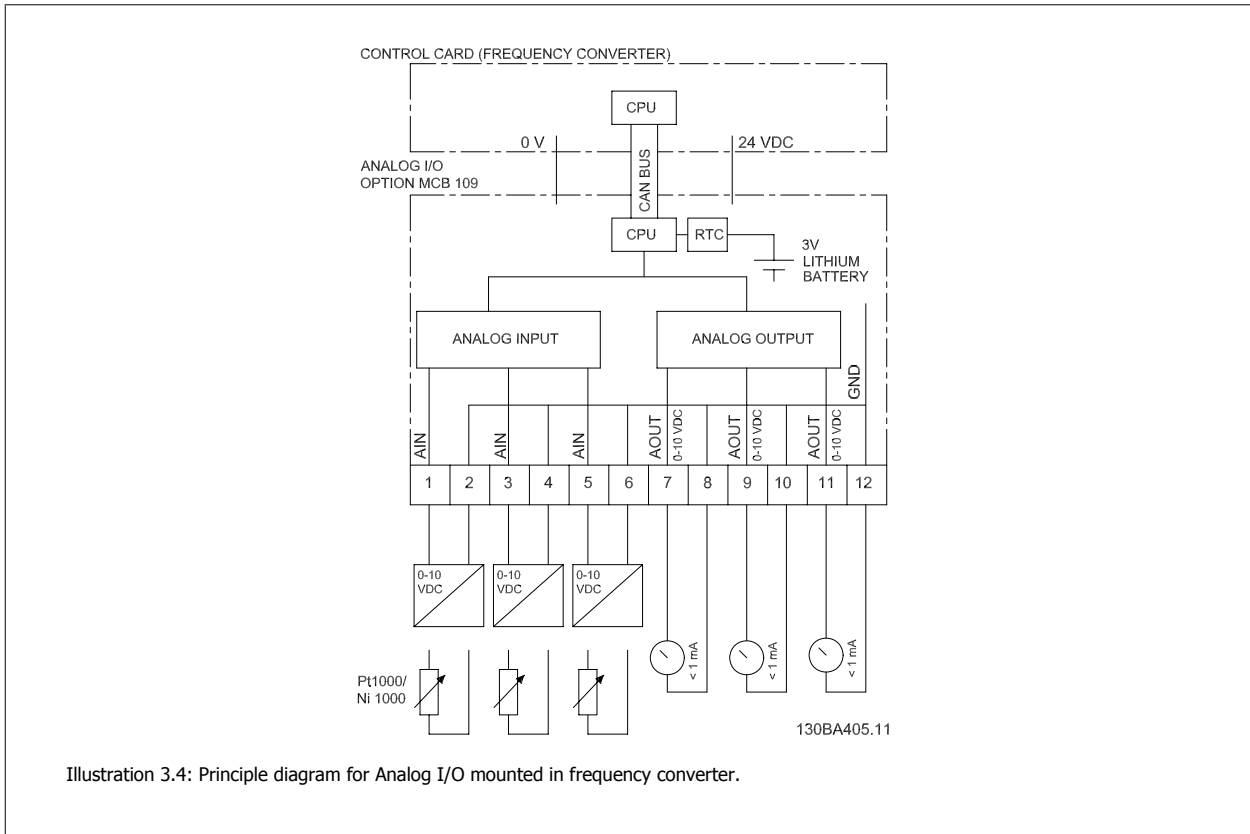 CONTROL CARD (FREQUENCY CONVERTER)
CPU
0 V
24 VDC
CAN BUS
ANALOG I/O
OPTION MCB 109
CPU
RTC
3V
LITHIUM
BATTERY
ANALOG INPUT
ANALOG OUTPUT
GND
AIN
AIN
AIN
AOUT
0-10 VDC
AOUT
0-10 VDC
AOUT
0-10 VDC
1 2 3 4 5 6 7 8 9 10 11 12
0-10
VDC
0-10
VDC
0-10
VDC
< 1 mA
< 1 mA
< 1 mA
Pt1000/
Ni 1000
130BA405.11
Illustration 3.4: Principle diagram for Analog I/O mounted in frequency converter.